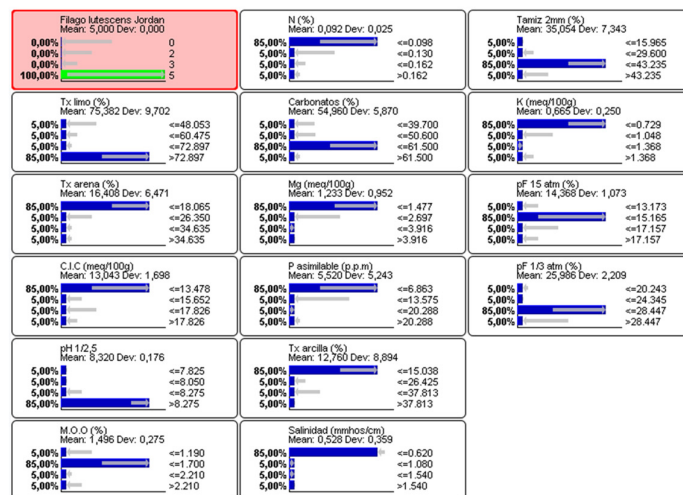 Filago lutescens Jordan
Mean: 5,000 Dev: 0,000
0,00% 0
0,00% 2
0,00% 3
100,00% 5
N (%)
Mean: 0,092 Dev: 0,025
85,00% <=0.098
5,00% <=0.130
5,00% <=0.162
5,00% >0.162
Tamiz 2mm (%)
Mean: 35,054 Dev: 7,343
5,00% <=15.965
5,00% <=29.600
85,00% <=43.235
5,00% >43.235
Tx limo (%)
Mean: 75,382 Dev: 9,702
5,00% <=48.053
5,00% <=60.475
5,00% <=72.897
85,00% >72.897
Carbonatos (%)
Mean: 54,960 Dev: 5,870
5,00% <=39.700
5,00% <=50.600
85,00% <=61.500
5,00% >61.500
K (meq/100g)
Mean: 0,665 Dev: 0,250
85,00% <=0.729
5,00% <=1.048
5,00% <=1.368
5,00% >1.368
Tx arena (%)
Mean: 16,408 Dev: 6,471
85,00% <=18.065
5,00% <=26.350
5,00% <=34.635
5,00% >34.635
Mg (meq/100g)
Mean: 1,233 Dev: 0,952
85,00% <=1.477
5,00% <=2.697
5,00% <=3.916
5,00% >3.916
pF 15 atm (%)
Mean: 14,368 Dev: 1,073
5,00% <=13.173
85,00% <=15.165
5,00% <=17.157
5,00% >17.157
C.I.C (meq/100g)
Mean: 13,043 Dev: 1,698
85,00% <=13.478
5,00% <=15.652
5,00% <=17.826
5,00% >17.826
P asimilable (p.p.m)
Mean: 5,520 Dev: 5,243
85,00% <=6.863
5,00% <=13.575
5,00% <=20.288
5,00% >20.288
pF 1/3 atm (%)
Mean: 25,986 Dev: 2,209
5,00% <=20.243
5,00% <=24.345
85,00% <=28.447
5,00% >28.447
pH 1/2,5
Mean: 8,320 Dev: 0,176
5,00% <=7.825
5,00% <=8.050
5,00% <=8.275
85,00% >8.275
Tx arcilla (%)
Mean: 12,760 Dev: 8,894
85,00% <=15.038
5,00% <=26.425
5,00% <=37.813
5,00% >37.813
M.O.O (%)
Mean: 1,496 Dev: 0,275
5,00% <=1.190
85,00% <=1.700
5,00% <=2.210
5,00% >2.210
Salinidad (mmhos/cm)
Mean: 0,528 Dev: 0,359
85,00% <=0.620
5,00% <=1.080
5,00% <=1.540
5,00% >1.540